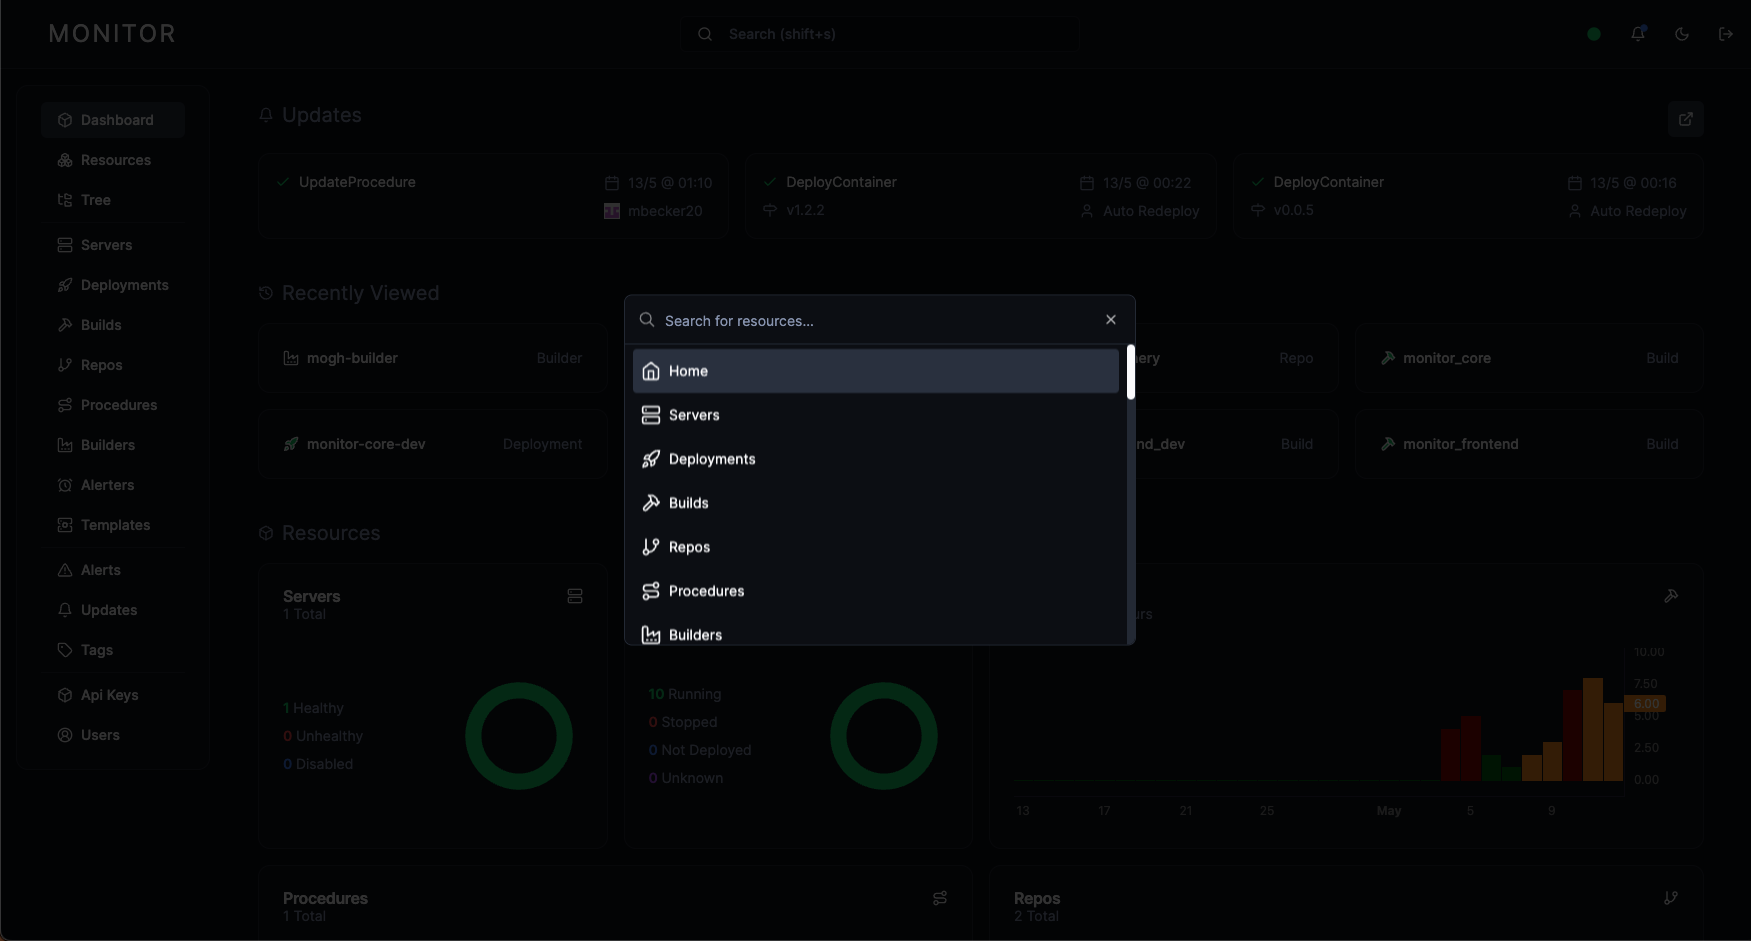 MONITOR
Search (shift+s)
Dashboard
Resources
Tree
Servers
Deployments
Builds
Repos
Procedures
Builders
Alerters
Templates
Alerts
Updates
Tags
Api Keys
Users
Updates
UpdateProcedure
13/5 @ 01:10
mbecker20
DeployContainer
13/5 @ 00:22
v1.2.2
Auto Redeploy
DeployContainer
13/5 @ 00:16
v0.0.5
Auto Redeploy
Recently Viewed
mogh-builder Builder
ery Repo
monitor_core Build
monitor-core-dev Deployment
nd_dev Build
monitor_frontend Build
Search for resources...
Home
Servers
Deployments
Builds
Repos
Procedures
Builders
Resources
Servers
1 Total
1 Healthy
0 Unhealthy
0 Disabled
10 Running
0 Stopped
0 Not Deployed
0 Unknown
urs
10.00
7.50
6.00
5.00
2.50
0.00
13 17 21 25 May 5 9
Procedures
1 Total
Repos
2 Total